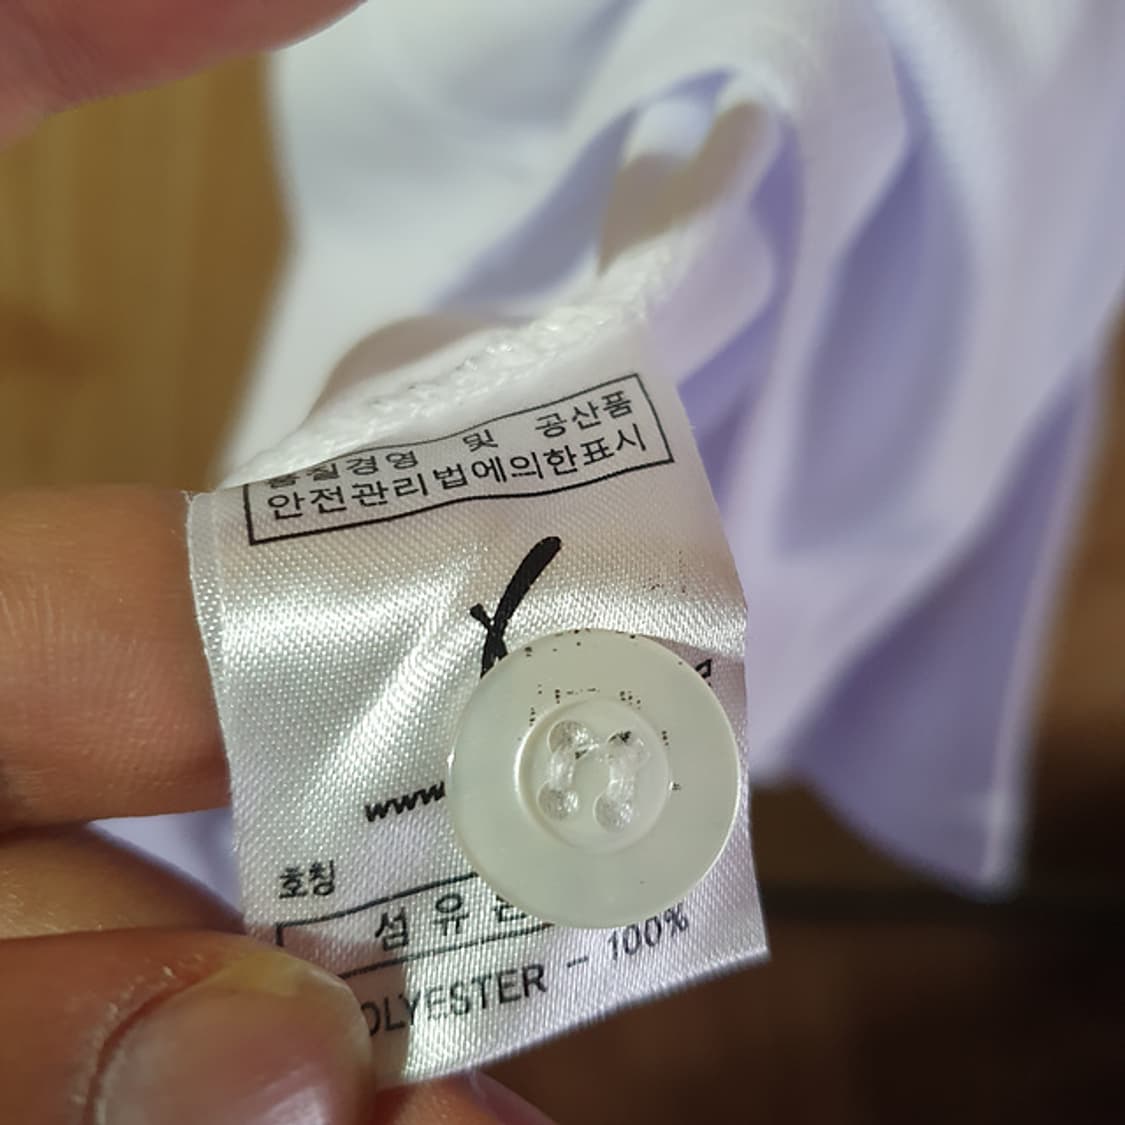 품질경영 및 공산품
안전관리법에의한표시
www
호칭
섬유
POLYESTER - 100%